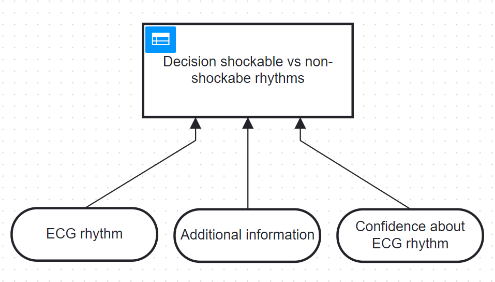 Decision shockable vs non-
shockabe rhythms
ECG rhythm
Additional information
Confidence about
ECG rhythm